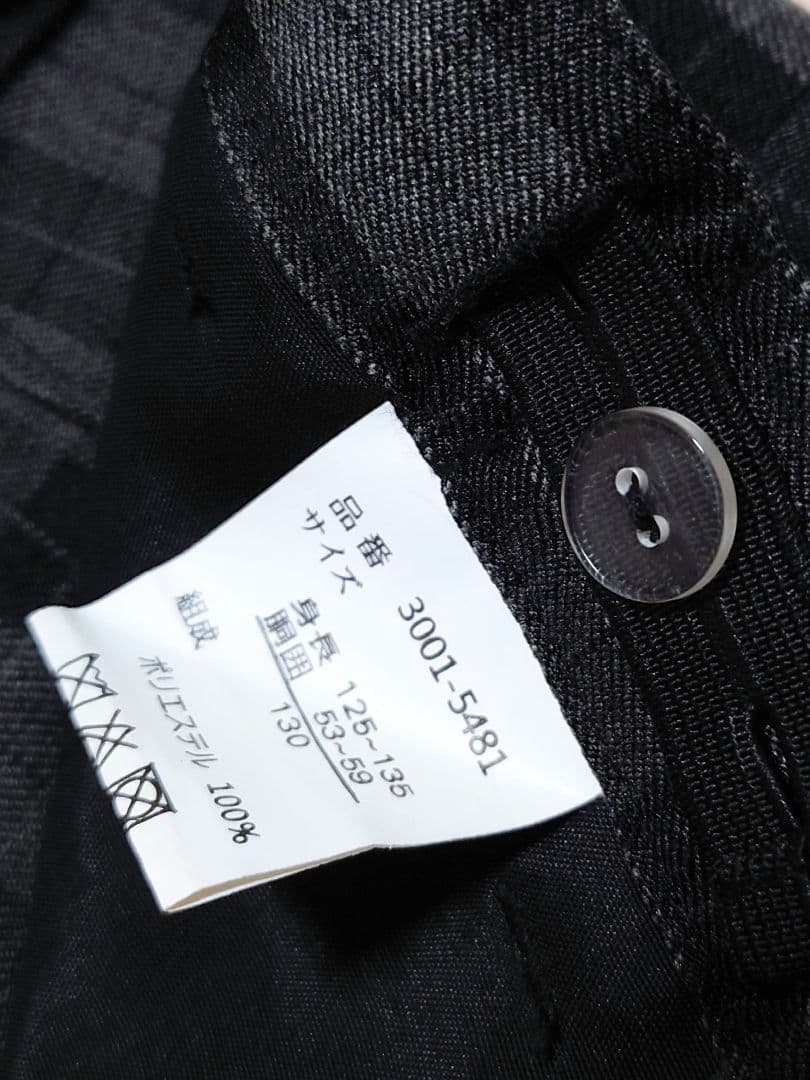 品番 3001-5481
サイズ
身長 125~135
胴囲 53~59
130
組成
ポリエステル 100%